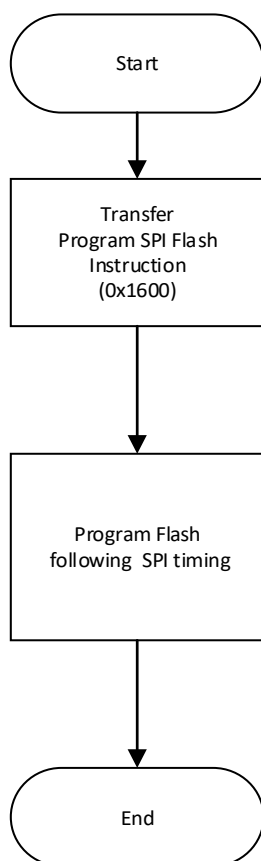 Start
Transfer
Program SPI Flash
Instruction
(0x1600)
Program Flash
following SPI timing
End